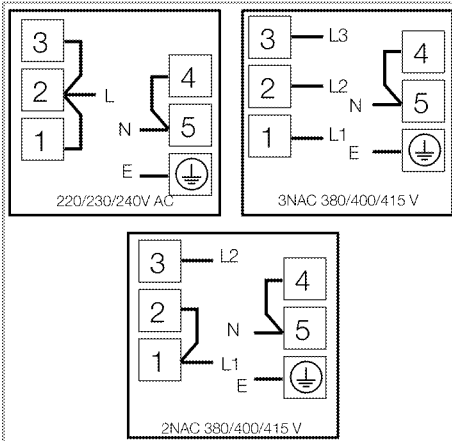 3
2 L
1
4
N 5
E
220/230/240V AC
3 L3
2 L2
1 L1
4
N 5
E
3NAC 380/400/415 V
3 L2
2
1 L1
4
N 5
E
2NAC 380/400/415 V